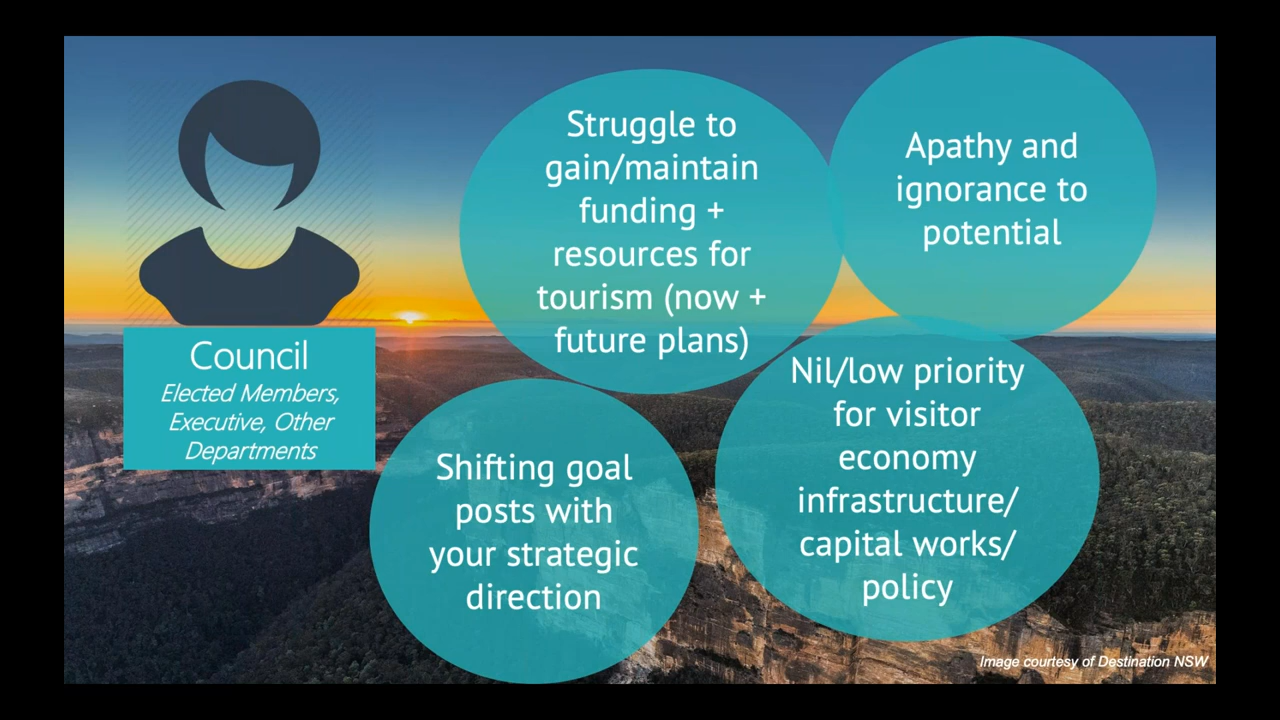 Council
Elected Members,
Executive, Other
Departments
Struggle to
gain/maintain
funding +
resources for
tourism (now +
future plans)
Apathy and
ignorance to
potential
Shifting goal
posts with
your strategic
direction
Nil/low priority
for visitor
economy
infrastructure/
capital works/
policy
Image courtesy of Destination NSW